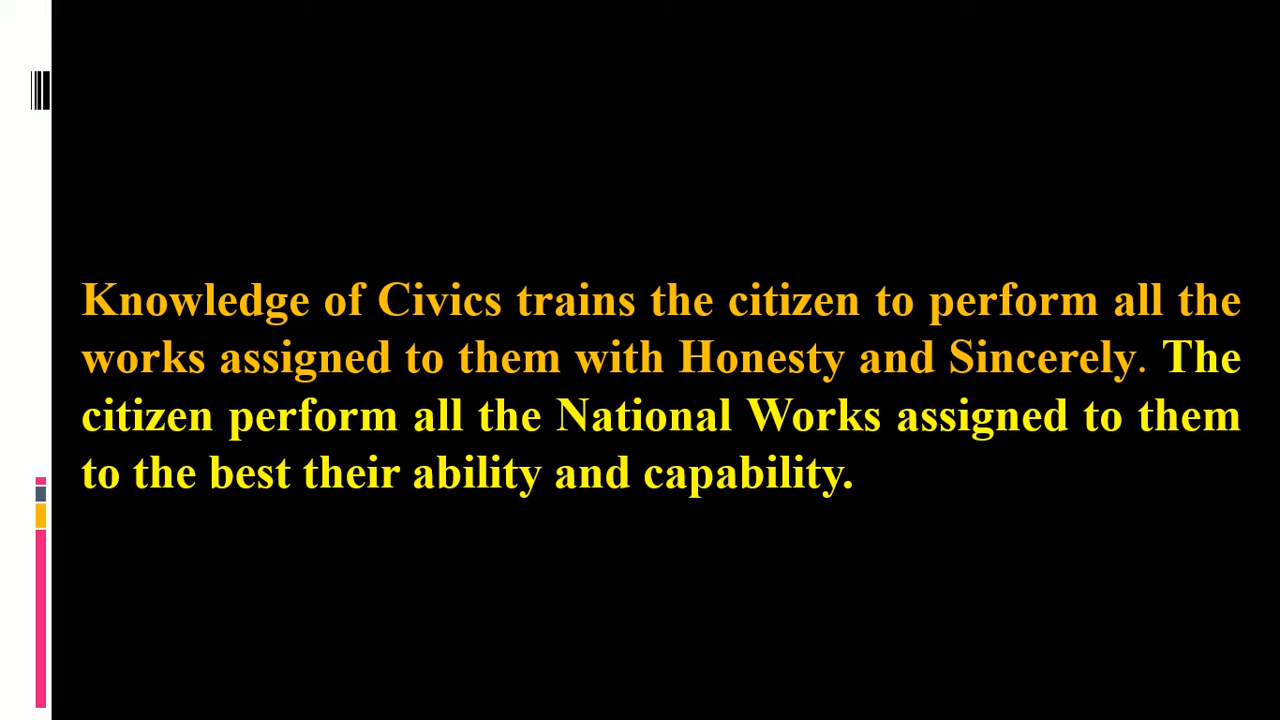 Knowledge of Civics trains the citizen to perform all the
works assigned to them with Honesty and Sincerely. The
citizen perform all the National Works assigned to them
to the best their ability and capability.